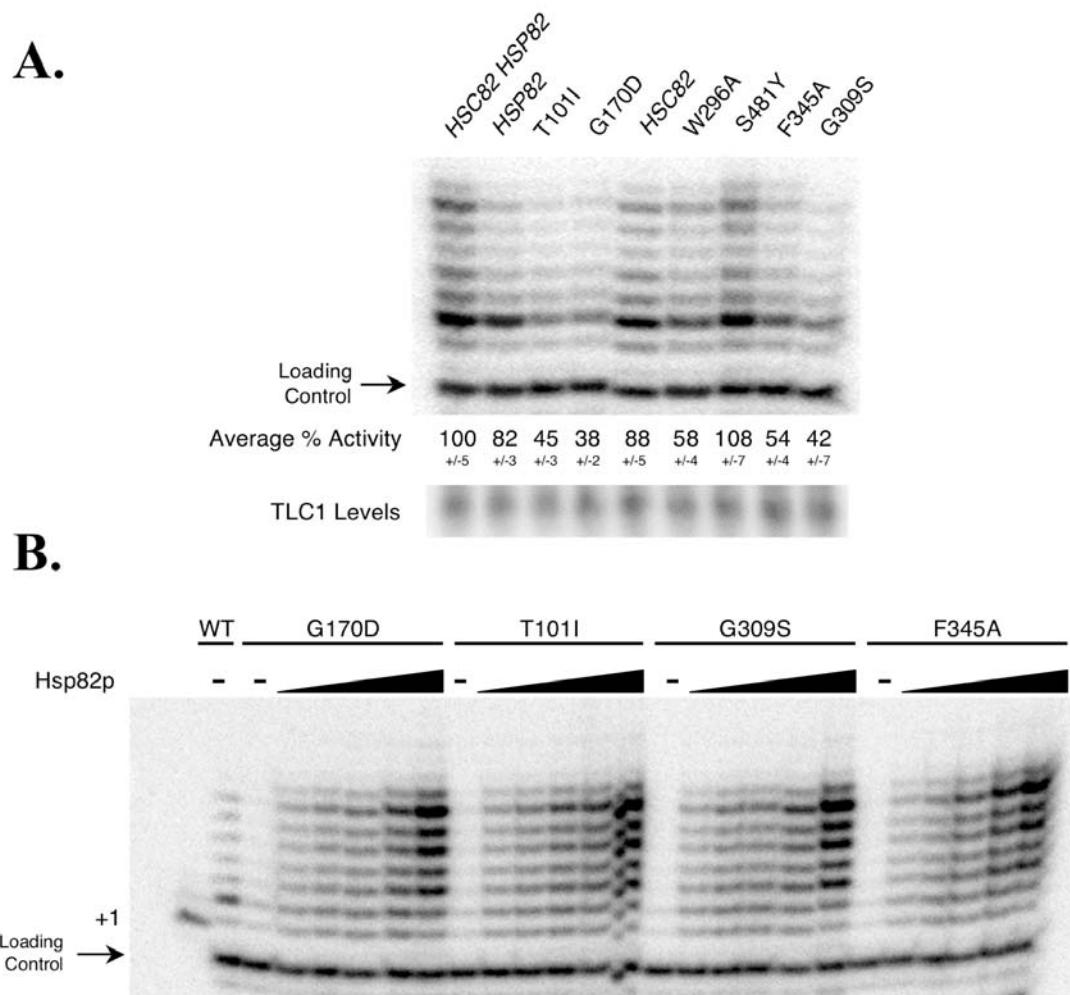 A.
HSC82 HSP82
HSP82
T101I
G170D
HSC82
W296A
S481Y
F345A
G309S
Loading
Control
Average % Activity 100 82 45 38 88 58 108 54 42
+/-5 +/-3 +/-3 +/-2 +/-5 +/-4 +/-7 +/-4 +/-7
TLC1 Levels
B.
WT G170D T101I G309S F345A
Hsp82p - - - - -
+1
Loading
Control